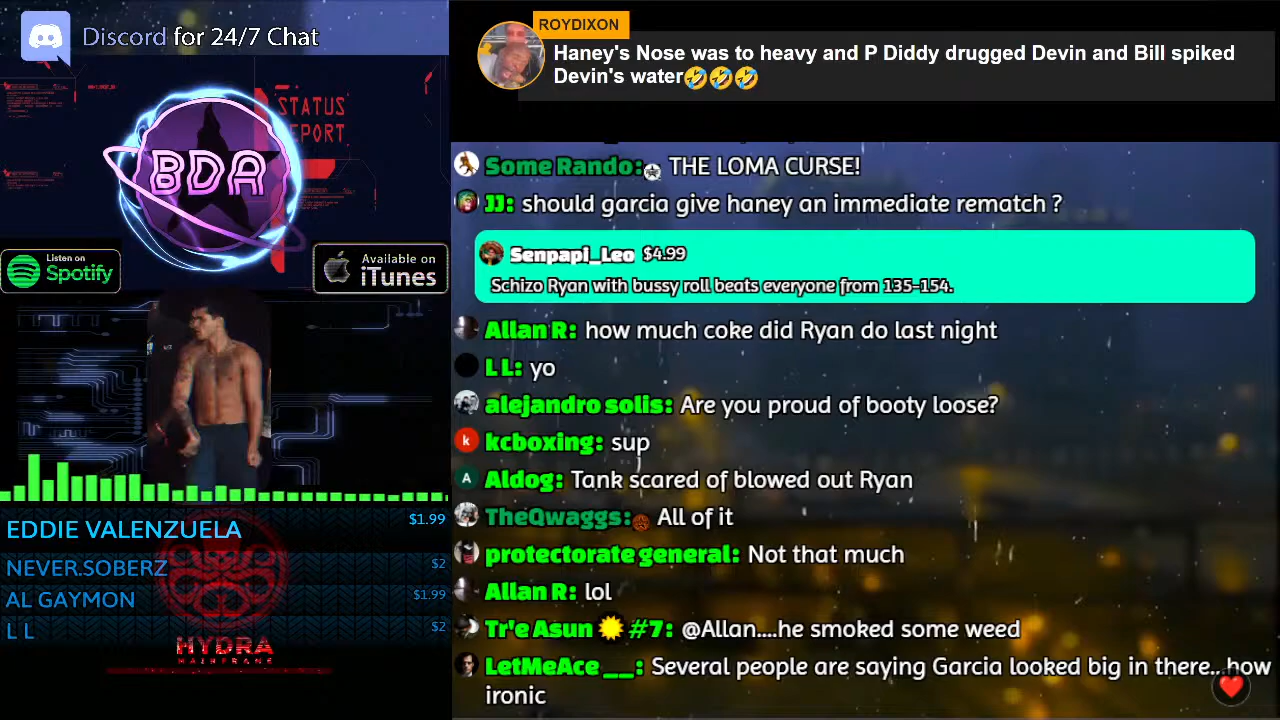 Discord for 24/7 Chat
STATUS
REPORT
BDA
Listen on
Spotify
Available on
iTunes
EDDIE VALENZUELA $1.99
NEVER.SOBERZ $2
AL GAYMON $1.99
L L $2
HYDRA
MAINFRAME
ROYDIXON
Haney's Nose was to heavy and P Diddy drugged Devin and Bill spiked
Devin's water🤣🤣🤣
Some Rando: THE LOMA CURSE!
JJ: should garcia give haney an immediate rematch ?
Senpapi_Leo $4.99
Schizo Ryan with bussy roll beats everyone from 135-154.
Allan R: how much coke did Ryan do last night
L L: yo
alejandro solis: Are you proud of booty loose?
k
kcboxing: sup
A
Aldog: Tank scared of blowed out Ryan
TheQwaggs: All of it
protectorate general: Not that much
Allan R: lol
Tr'e Asun #7: @Allan....he smoked some weed
LetMeAce __: Several people are saying Garcia looked big in there...how
ironic